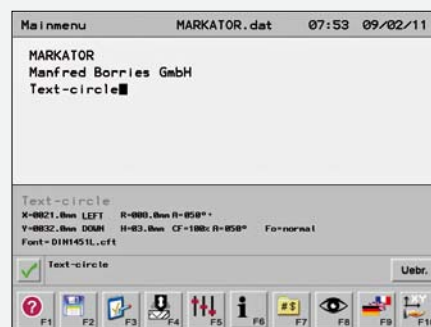 Mainmenu MARKATOR.dat 07:53 09/02/11
MARKATOR
Manfred Borries GmbH
Text-circle
Text-circle
X=0021.0mm LEFT R=000.0mm A=050°+
Y=0032.0mm DOWN H=03.0mm CF=100% A=050° Fo=normal
Font=DIN1451L.cft
Text-circle Uebr.
F1 F2 F3 F4 F5 F6 #$ F7 F8 F9 XY F10